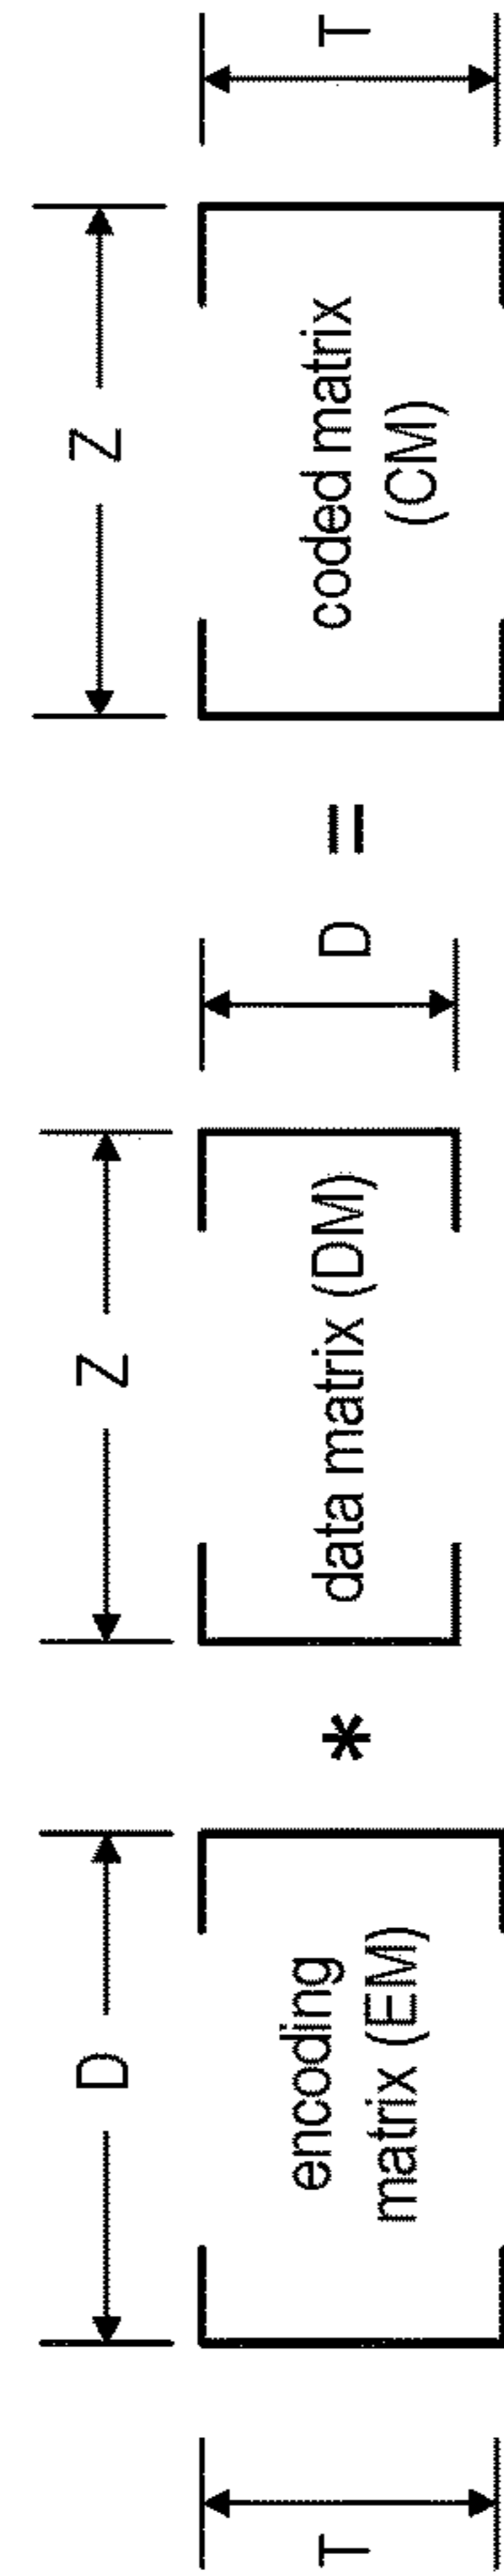 T
D
encoding
matrix (EM)
*
Z
data matrix (DM)
D
=
Z
coded matrix
(CM)
T